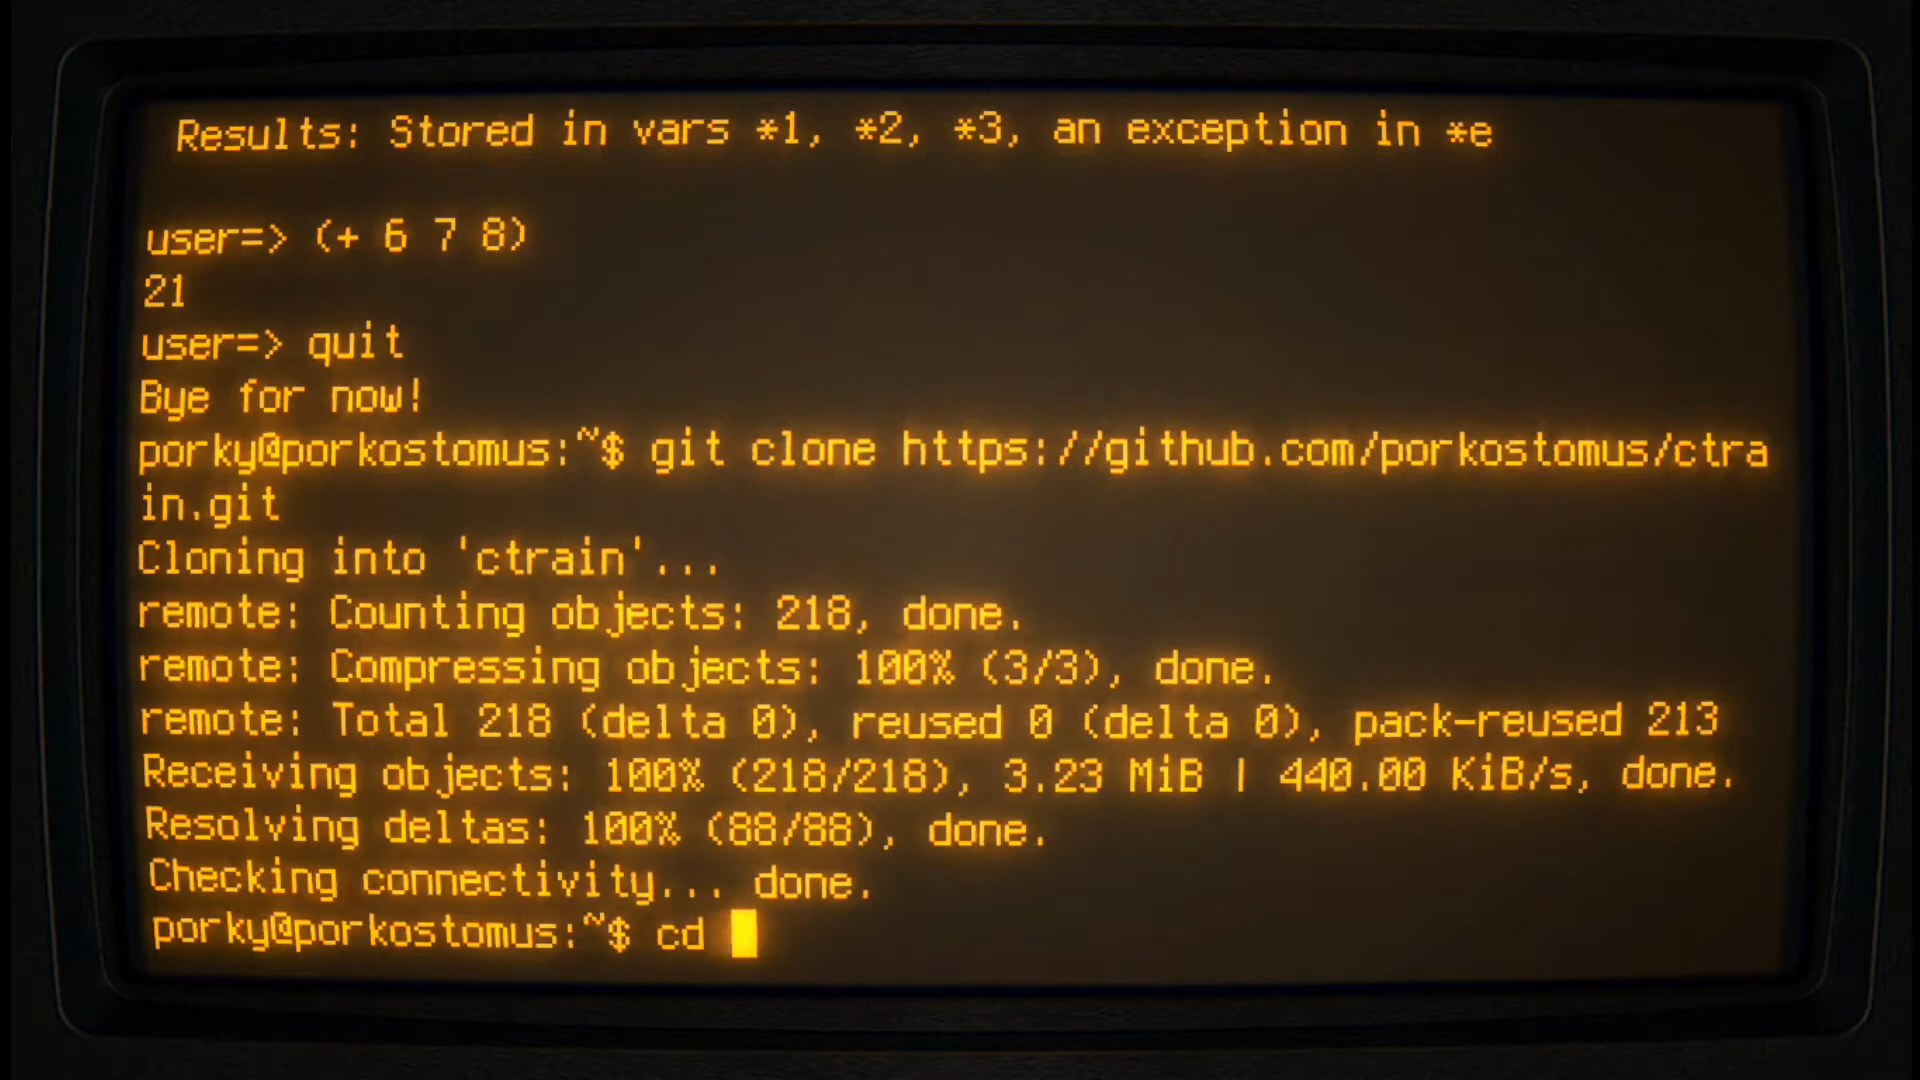 Results: Stored in vars *1, *2, *3, an exception in *e
user=> (+ 6 7 8)
21
user=> quit
Bye for now!
porky@porkostomus:~$ git clone https://github.com/porkostomus/ctra
in.git
Cloning into 'ctrain'...
remote: Counting objects: 218, done.
remote: Compressing objects: 100% (3/3), done.
remote: Total 218 (delta 0), reused 0 (delta 0), pack-reused 213
Receiving objects: 100% (218/218), 3.23 MiB | 440.00 KiB/s, done.
Resolving deltas: 100% (88/88), done.
Checking connectivity... done.
porky@porkostomus:~$ cd